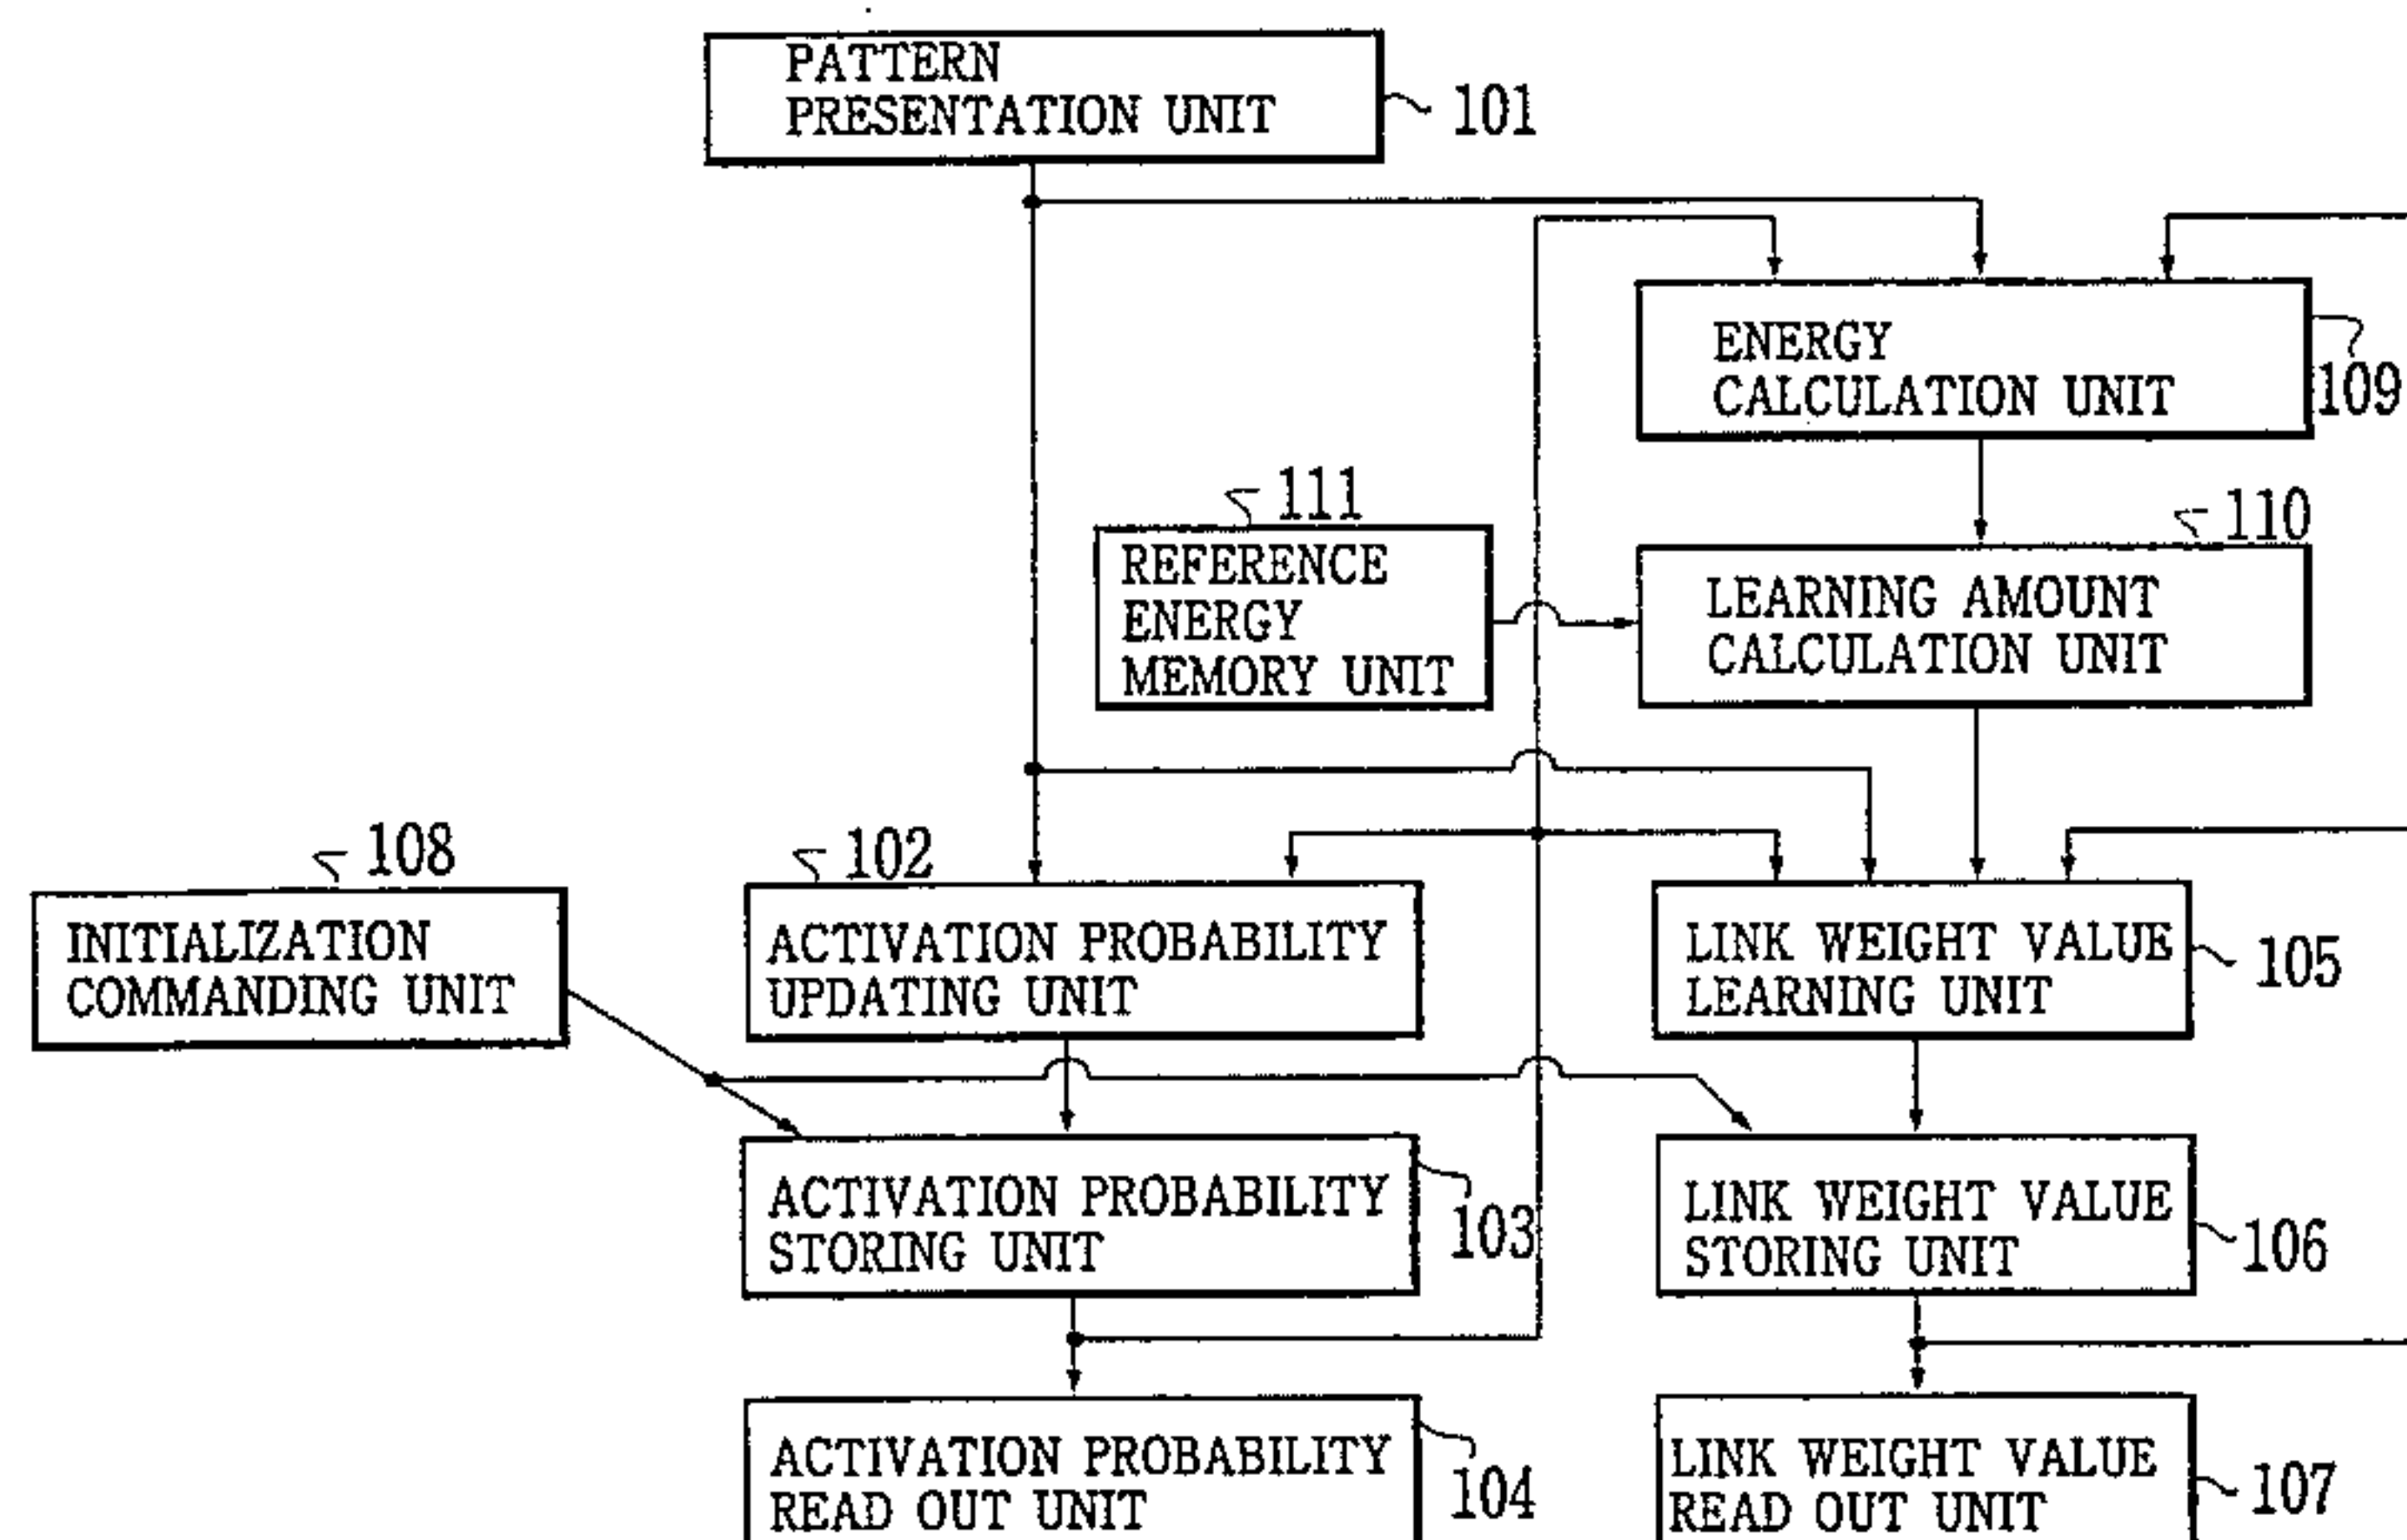 PATTERN
PRESENTATION UNIT
101
ENERGY
CALCULATION UNIT
109
111
REFERENCE
ENERGY
MEMORY UNIT
110
LEARNING AMOUNT
CALCULATION UNIT
108
INITIALIZATION
COMMANDING UNIT
102
ACTIVATION PROBABILITY
UPDATING UNIT
LINK WEIGHT VALUE
LEARNING UNIT
105
ACTIVATION PROBABILITY
STORING UNIT
103
LINK WEIGHT VALUE
STORING UNIT
106
ACTIVATION PROBABILITY
READ OUT UNIT
104
LINK WEIGHT VALUE
READ OUT UNIT
107